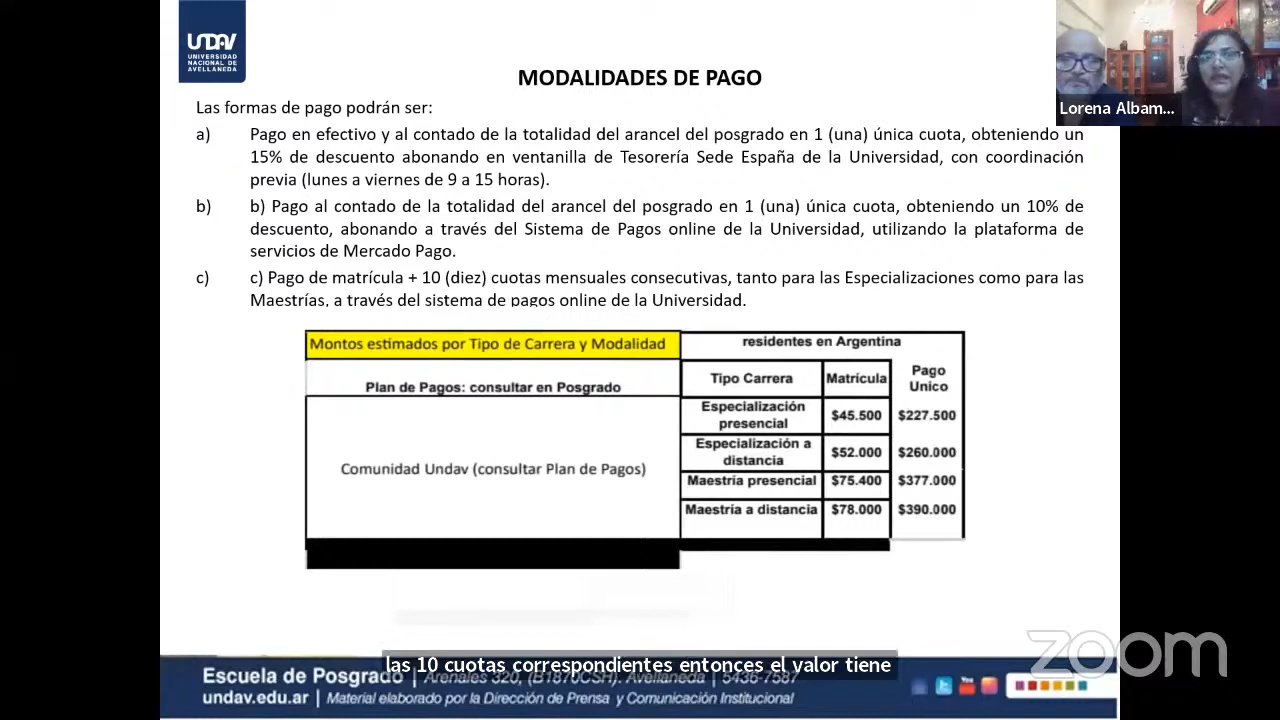 UNDAV
UNIVERSIDAD
NACIONAL DE
AVELLANEDA
MODALIDADES DE PAGO
Lorena Albam...
Las formas de pago podrán ser:
a) Pago en efectivo y al contado de la totalidad del arancel del posgrado en 1 (una) única cuota, obteniendo un
15% de descuento abonando en ventanilla de Tesorería Sede España de la Universidad, con coordinación
previa (lunes a viernes de 9 a 15 horas).
b) b) Pago al contado de la totalidad del arancel del posgrado en 1 (una) única cuota, obteniendo un 10% de
descuento, abonando a través del Sistema de Pagos online de la Universidad, utilizando la plataforma de
servicios de Mercado Pago.
c) c) Pago de matrícula + 10 (diez) cuotas mensuales consecutivas, tanto para las Especializaciones como para las
Maestrías, a través del sistema de pagos online de la Universidad.
Montos estimados por Tipo de Carrera y Modalidad
residentes en Argentina
Plan de Pagos: consultar en Posgrado
Tipo Carrera Matrícula Pago Unico
Especialización presencial $45.500 $227.500
Especialización a distancia $52.000 $260.000
Comunidad Undav (consultar Plan de Pagos)
Maestría presencial $75.400 $377.000
Maestría a distancia $78.000 $390.000
zoom
las 10 cuotas correspondientes entonces el valor tiene
Escuela de Posgrado | Arenales 320, (B1870CSH). Avellaneda | 5436-7587
undav.edu.ar | Material elaborado por la Dirección de Prensa y Comunicación Institucional
You